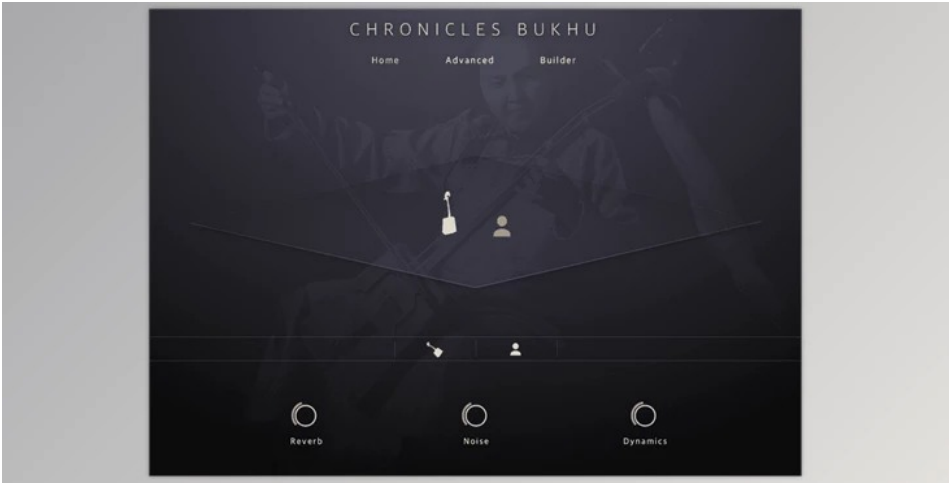 CHRONICLES BUKHU
Home Advanced Builder
Reverb Noise Dynamics